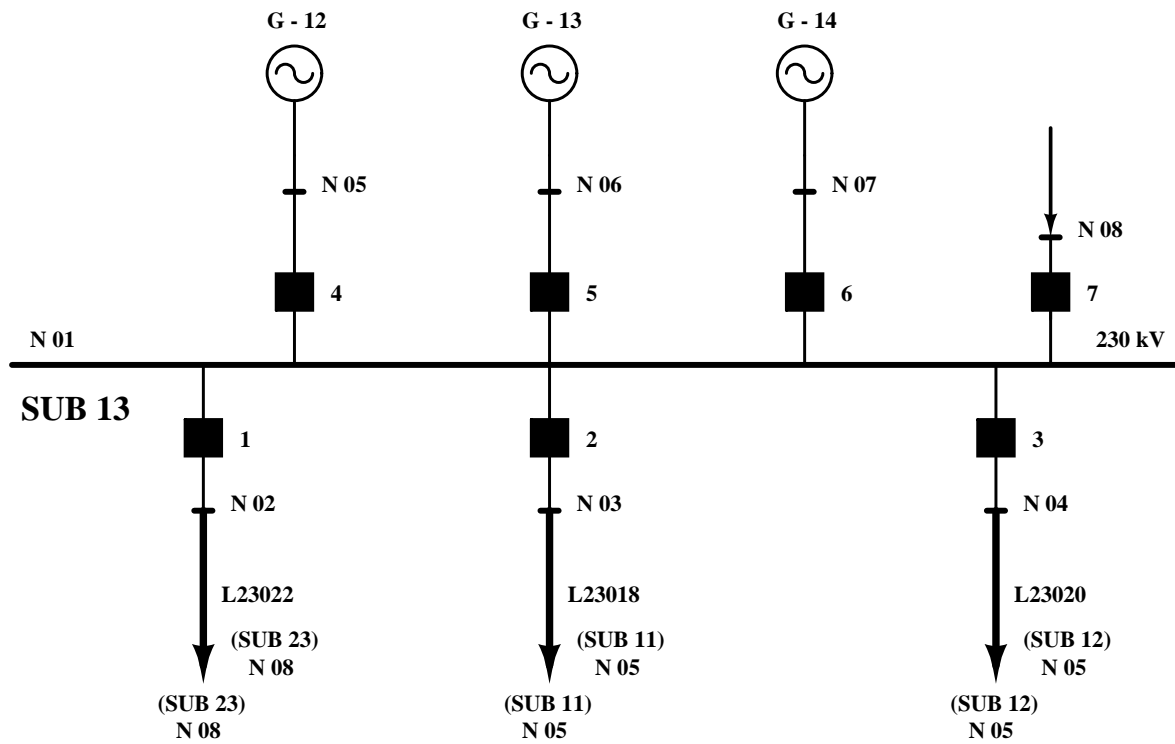 G - 12
G - 13
G - 14
N 05
N 06
N 07
N 08
4
5
6
7
N 01
230 kV
SUB 13
1
2
3
N 02
N 03
N 04
L23022
L23018
L23020
(SUB 23)
N 08
(SUB 11)
N 05
(SUB 12)
N 05
(SUB 23)
N 08
(SUB 11)
N 05
(SUB 12)
N 05